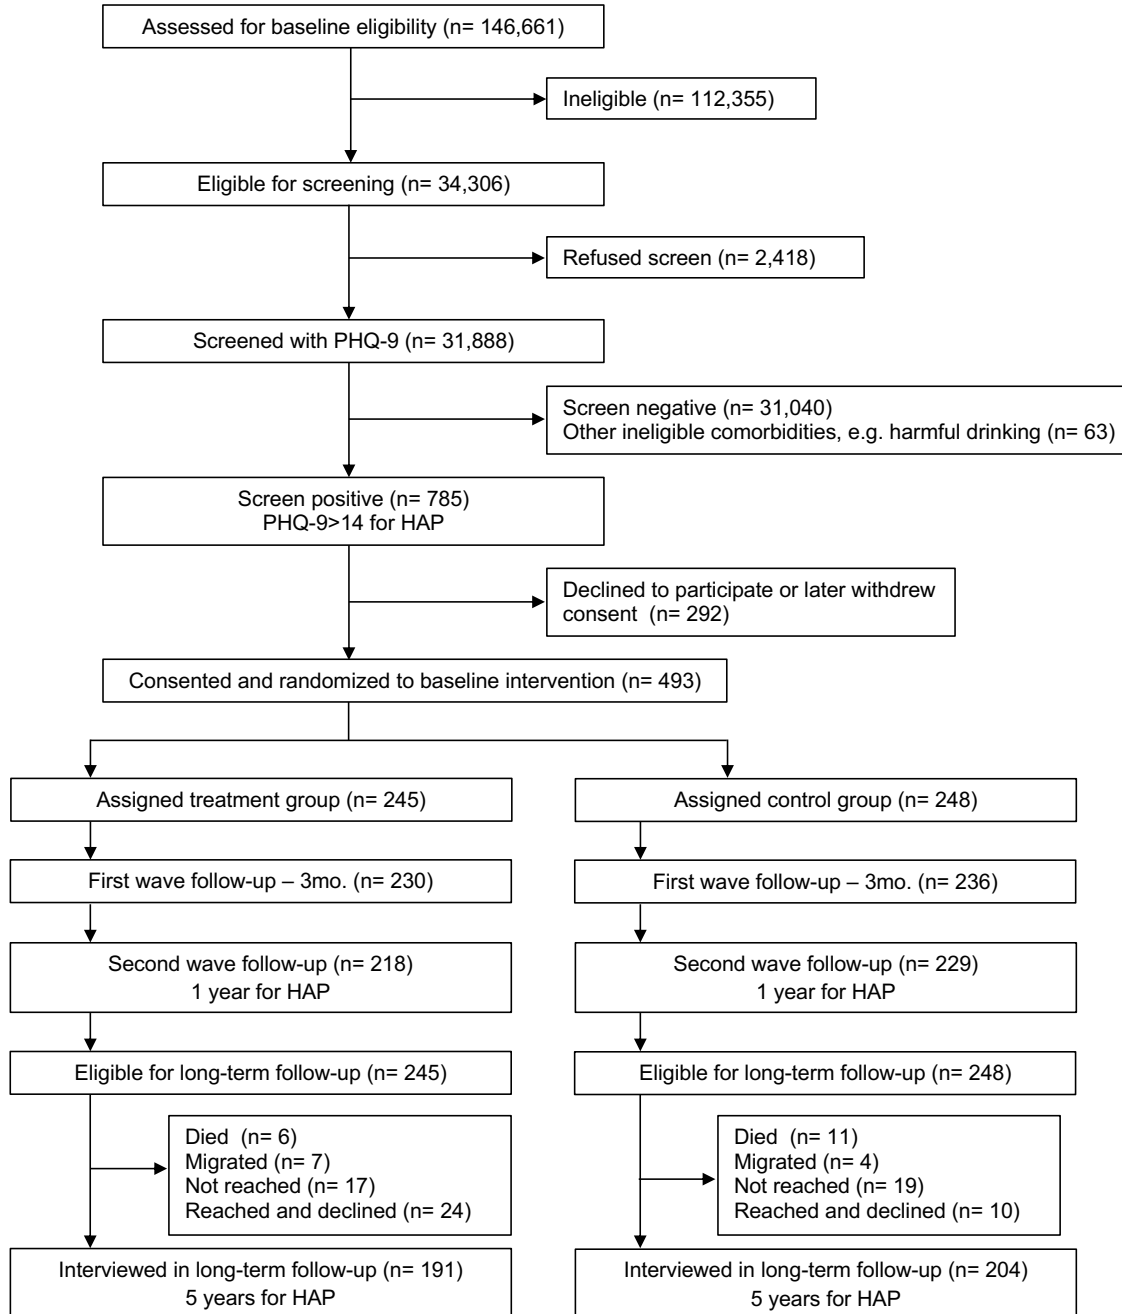 Assessed for baseline eligibility (n= 146,661)
Ineligible (n= 112,355)
Eligible for screening (n= 34,306)
Refused screen (n= 2,418)
Screened with PHQ-9 (n= 31,888)
Screen negative (n= 31,040)
Other ineligible comorbidities, e.g. harmful drinking (n= 63)
Screen positive (n= 785)
PHQ-9>14 for HAP
Declined to participate or later withdrew
consent (n= 292)
Consented and randomized to baseline intervention (n= 493)
Assigned treatment group (n= 245)
First wave follow-up – 3mo. (n= 230)
Second wave follow-up (n= 218)
1 year for HAP
Eligible for long-term follow-up (n= 245)
Died (n= 6)
Migrated (n= 7)
Not reached (n= 17)
Reached and declined (n= 24)
Interviewed in long-term follow-up (n= 191)
5 years for HAP
Assigned control group (n= 248)
First wave follow-up – 3mo. (n= 236)
Second wave follow-up (n= 229)
1 year for HAP
Eligible for long-term follow-up (n= 248)
Died (n= 11)
Migrated (n= 4)
Not reached (n= 19)
Reached and declined (n= 10)
Interviewed in long-term follow-up (n= 204)
5 years for HAP